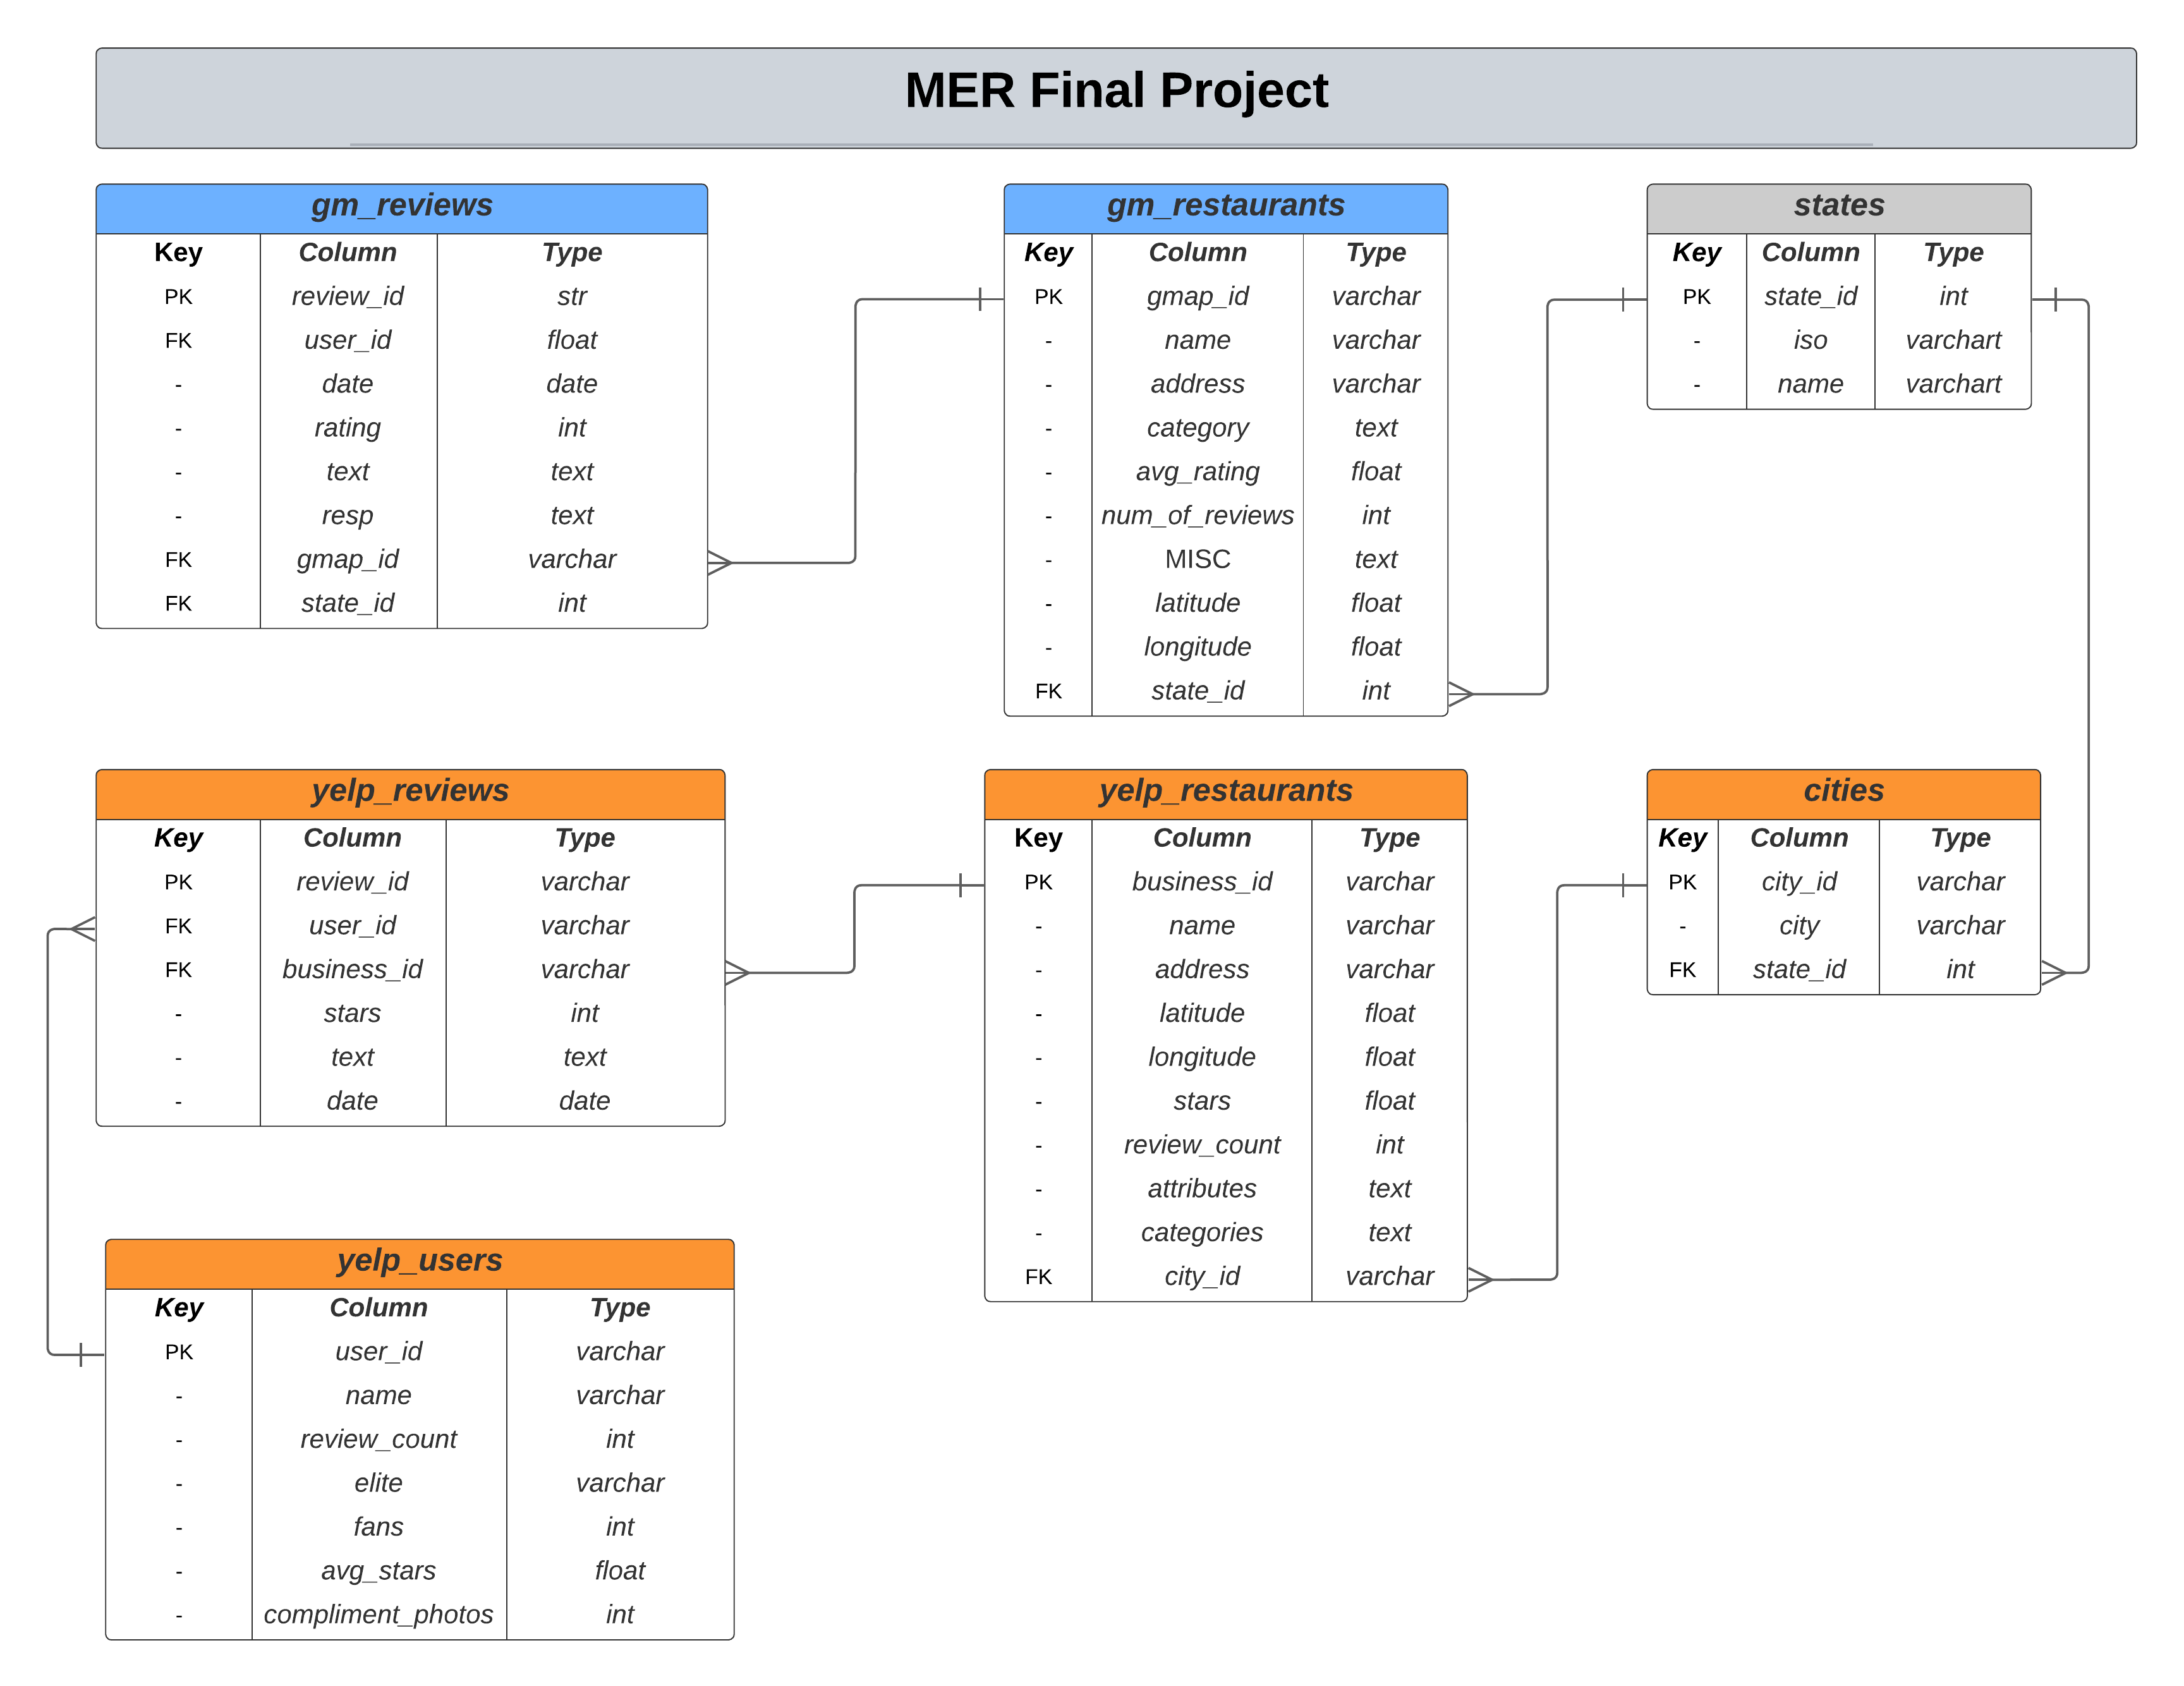 MER Final Project
gm_reviews
Key Column Type
PK review_id str
FK user_id float
- date date
- rating int
- text text
- resp text
FK gmap_id varchar
FK state_id int
gm_restaurants
Key Column Type
PK gmap_id varchar
- name varchar
- address varchar
- category text
- avg_rating float
- num_of_reviews int
- MISC text
- latitude float
- longitude float
FK state_id int
states
Key Column Type
PK state_id int
- iso varchart
- name varchart
yelp_reviews
Key Column Type
PK review_id varchar
FK user_id varchar
FK business_id varchar
- stars int
- text text
- date date
yelp_restaurants
Key Column Type
PK business_id varchar
- name varchar
- address varchar
- latitude float
- longitude float
- stars float
- review_count int
- attributes text
- categories text
FK city_id varchar
cities
Key Column Type
PK city_id varchar
- city varchar
FK state_id int
yelp_users
Key Column Type
PK user_id varchar
- name varchar
- review_count int
- elite varchar
- fans int
- avg_stars float
- compliment_photos int